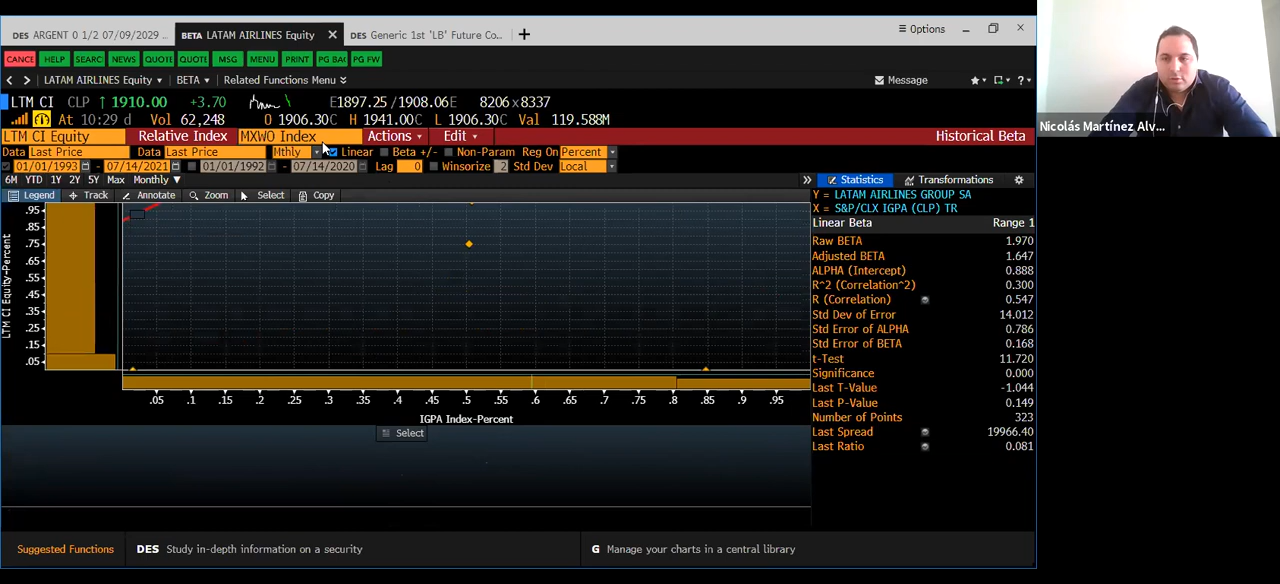 DES ARGENT 0 1/2 07/09/2029 ... BETA LATAM AIRLINES Equity × DES Generic 1st 'LB' Future Co... + Options
CANCE HELP SEARC NEWS QUOTE QUOTE MSG MENU PRINT PG BAC PG FW
LATAM AIRLINES Equity BETA Related Functions Menu Message
LTM CI CLP ↑ 1910.00 +3.70 E1897.25 / 1908.06E 8206 x 8337
At 10:29 d Vol 62,248 O 1906.30C H 1941.00C L 1906.30C Val 119.588M
LTM CI Equity Relative Index MXWO Index Actions Edit Historical Beta
Data Last Price Data Last Price Mthly Linear Beta +/- Non-Param Reg On Percent
01/01/1993 - 07/14/2021 01/01/1992 - 07/14/2020 Lag 0 Winsorize 2 Std Dev Local
6M YTD 1Y 2Y 5Y Max Monthly ▼ » Statistics Transformations
Legend Track Annotate Zoom Select Copy
Y = LATAM AIRLINES GROUP SA
X = S&P/CLX IGPA (CLP) TR
Linear Beta Range 1
Raw BETA 1.970
Adjusted BETA 1.647
ALPHA (Intercept) 0.888
R^2 (Correlation^2) 0.300
R (Correlation) 0.547
Std Dev of Error 14.012
Std Error of ALPHA 0.786
Std Error of BETA 0.168
t-Test 11.720
Significance 0.000
Last T-Value -1.044
Last P-Value 0.149
Number of Points 323
Last Spread 19966.40
Last Ratio 0.081
LTM CI Equity-Percent
.95
.85
.75
.65
.55
.45
.35
.25
.15
.05
.05 .1 .15 .2 .25 .3 .35 .4 .45 .5 .55 .6 .65 .7 .75 .8 .85 .9 .95
IGPA Index-Percent
Select
Suggested Functions DES Study in-depth information on a security G Manage your charts in a central library
Nicolás Martínez Alv...